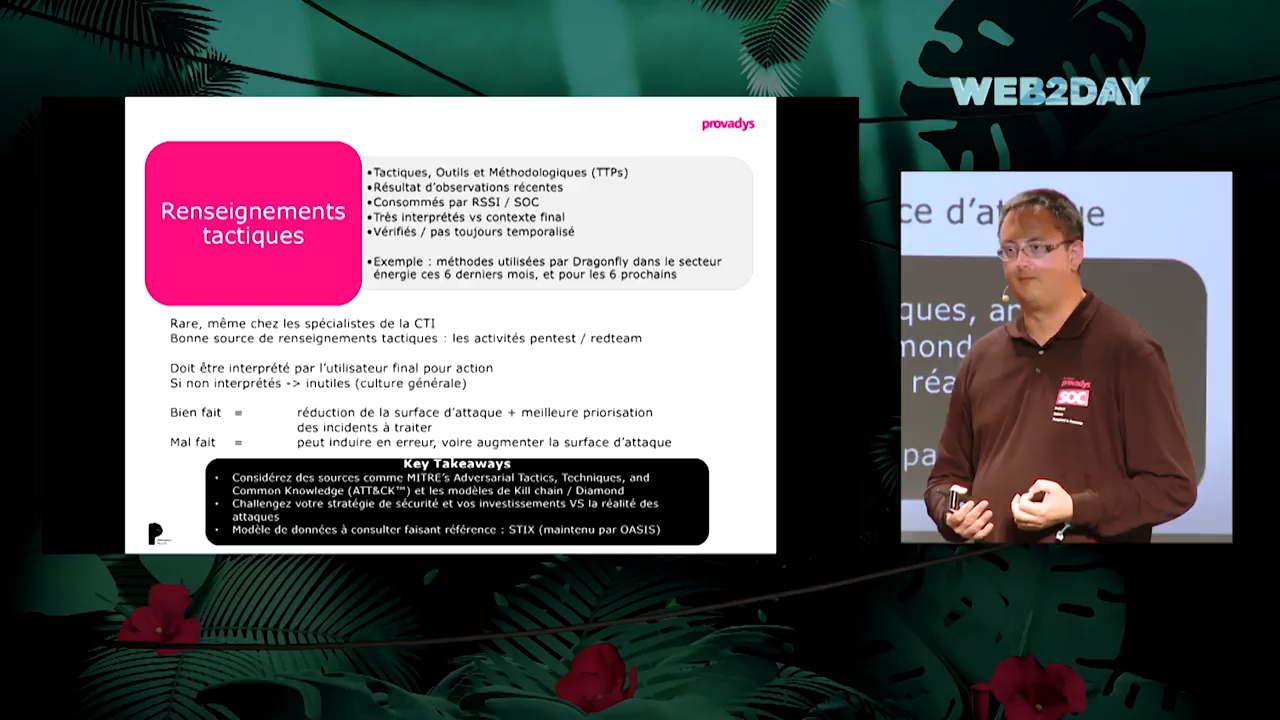 WEB2DAY
provadys
Renseignements
tactiques
•Tactiques, Outils et Méthodologiques (TTPs)
•Résultat d'observations récentes
•Consommés par RSSI / SOC
•Très interprétés vs contexte final
•Vérifiés / pas toujours temporalisé
•Exemple : méthodes utilisées par Dragonfly dans le secteur
énergie ces 6 derniers mois, et pour les 6 prochains
Rare, même chez les spécialistes de la CTI
Bonne source de renseignements tactiques : les activités pentest / redteam
Doit être interprété par l'utilisateur final pour action
Si non interprétés -> inutiles (culture générale)
Bien fait = réduction de la surface d'attaque + meilleure priorisation
des incidents à traiter
Mal fait = peut induire en erreur, voire augmenter la surface d'attaque
Key Takeaways
• Considérez des sources comme MITRE's Adversarial Tactics, Techniques, and
Common Knowledge (ATT&CK™) et les modèles de Kill chain / Diamond
• Challengez votre stratégie de sécurité et vos investissements VS la réalité des
attaques
• Modèle de données à consulter faisant référence : STIX (maintenu par OASIS)
ce d'at ue
ques, an
mond
réa
pa
provadys
SOC